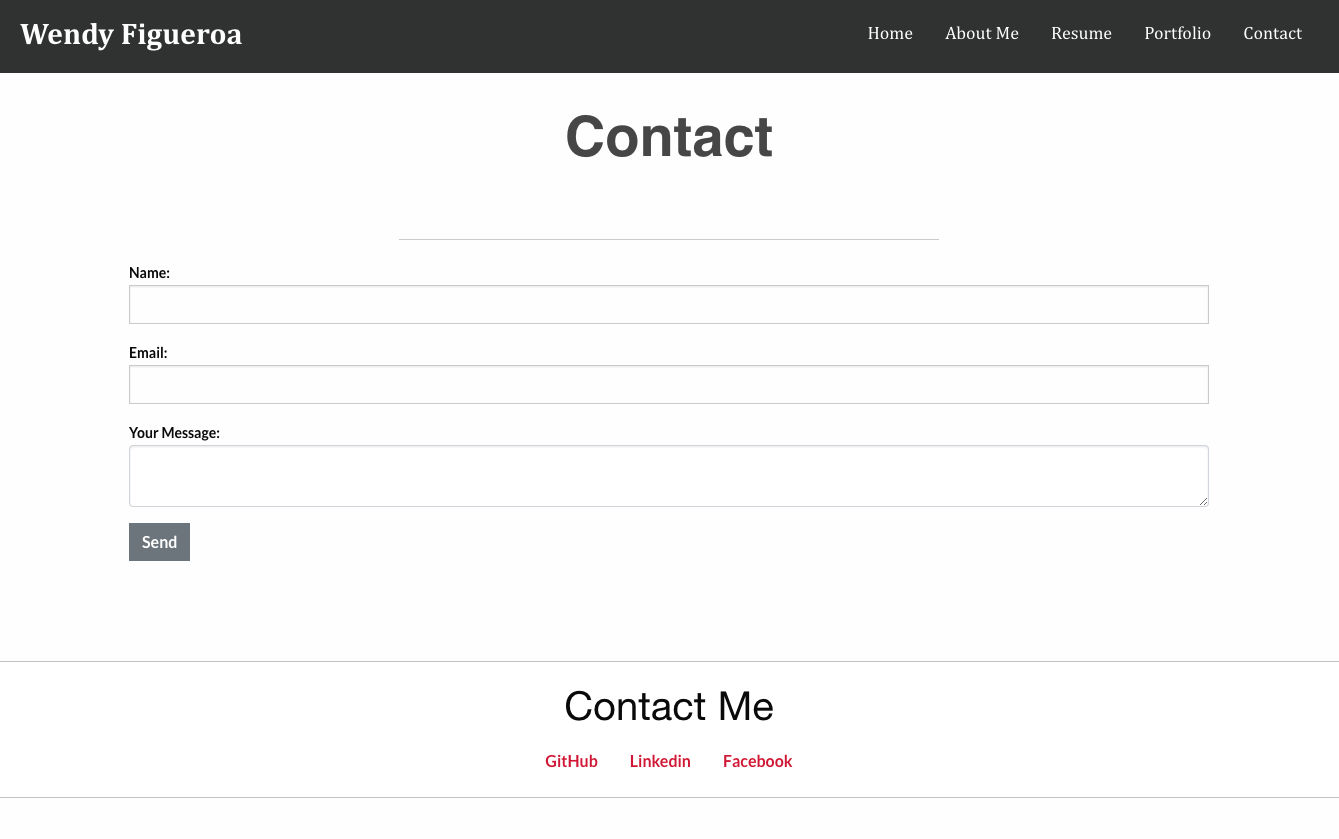 Wendy Figueroa Home About Me Resume Portfolio Contact
Contact
Name:
Email:
Your Message:
Send
Contact Me
GitHub Linkedin Facebook